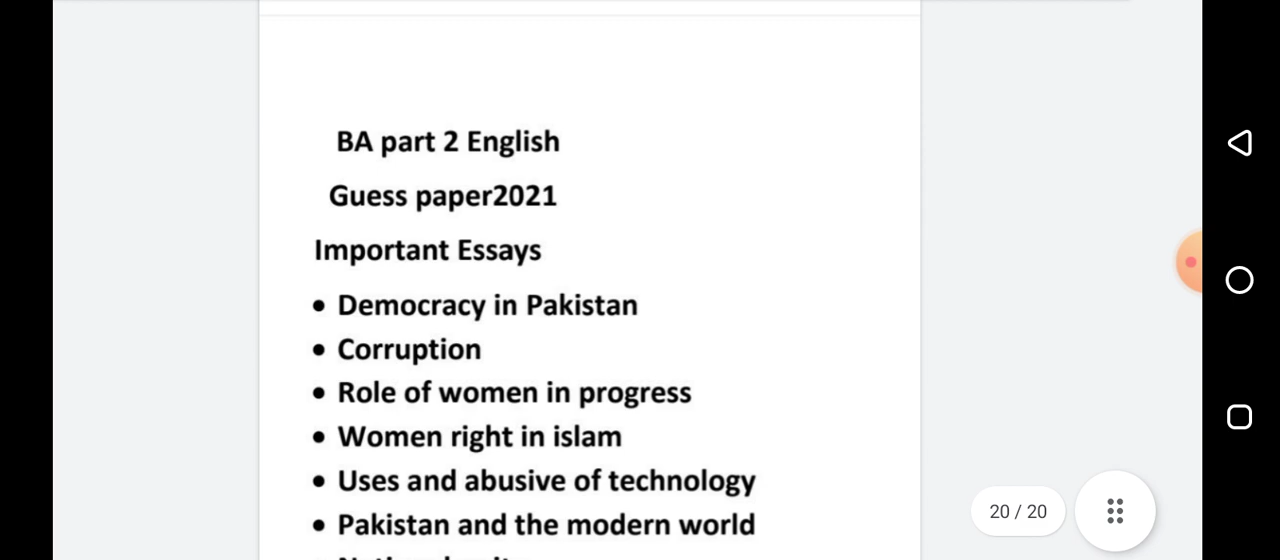 BA part 2 English
Guess paper2021
Important Essays
• Democracy in Pakistan
• Corruption
• Role of women in progress
• Women right in islam
• Uses and abusive of technology
• Pakistan and the modern world
20 / 20